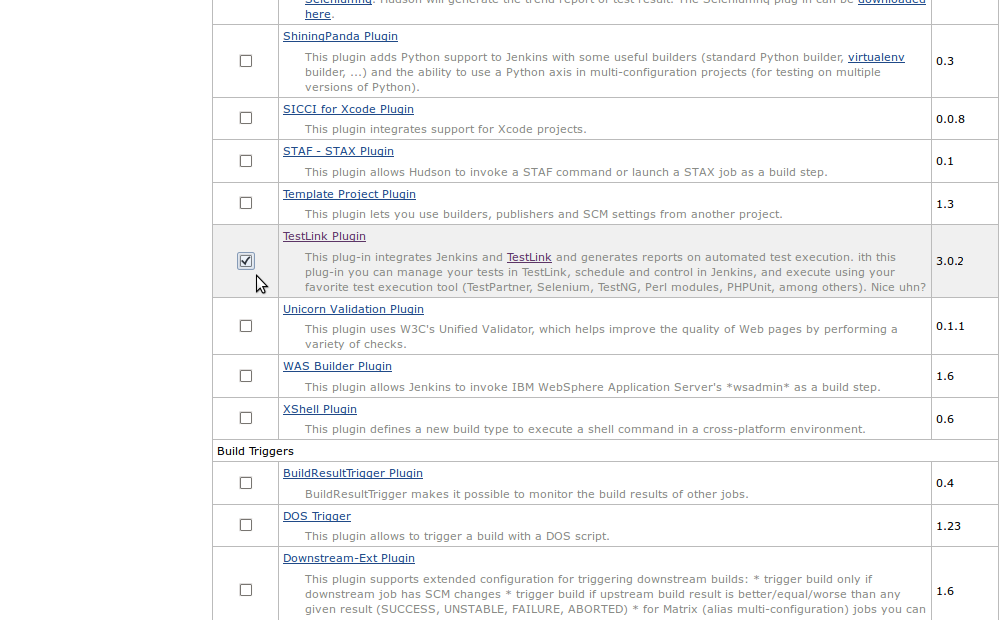 Seleniumhq. Hudson will generate the trend report of test result. The Seleniumhq plug-in can be downloaded
here.
ShiningPanda Plugin
This plugin adds Python support to Jenkins with some useful builders (standard Python builder, virtualenv
builder, ...) and the ability to use a Python axis in multi-configuration projects (for testing on multiple
versions of Python).
0.3
SICCI for Xcode Plugin
This plugin integrates support for Xcode projects.
0.0.8
STAF - STAX Plugin
This plugin allows Hudson to invoke a STAF command or launch a STAX job as a build step.
0.1
Template Project Plugin
This plugin lets you use builders, publishers and SCM settings from another project.
1.3
TestLink Plugin
This plug-in integrates Jenkins and TestLink and generates reports on automated test execution. ith this
plug-in you can manage your tests in TestLink, schedule and control in Jenkins, and execute using your
favorite test execution tool (TestPartner, Selenium, TestNG, Perl modules, PHPUnit, among others). Nice uhn?
3.0.2
Unicorn Validation Plugin
This plugin uses W3C's Unified Validator, which helps improve the quality of Web pages by performing a
variety of checks.
0.1.1
WAS Builder Plugin
This plugin allows Jenkins to invoke IBM WebSphere Application Server's *wsadmin* as a build step.
1.6
XShell Plugin
This plugin defines a new build type to execute a shell command in a cross-platform environment.
0.6
Build Triggers
BuildResultTrigger Plugin
BuildResultTrigger makes it possible to monitor the build results of other jobs.
0.4
DOS Trigger
This plugin allows to trigger a build with a DOS script.
1.23
Downstream-Ext Plugin
This plugin supports extended configuration for triggering downstream builds: * trigger build only if
downstream job has SCM changes * trigger build if upstream build result is better/equal/worse than any
given result (SUCCESS, UNSTABLE, FAILURE, ABORTED) * for Matrix (alias multi-configuration) jobs you can
1.6